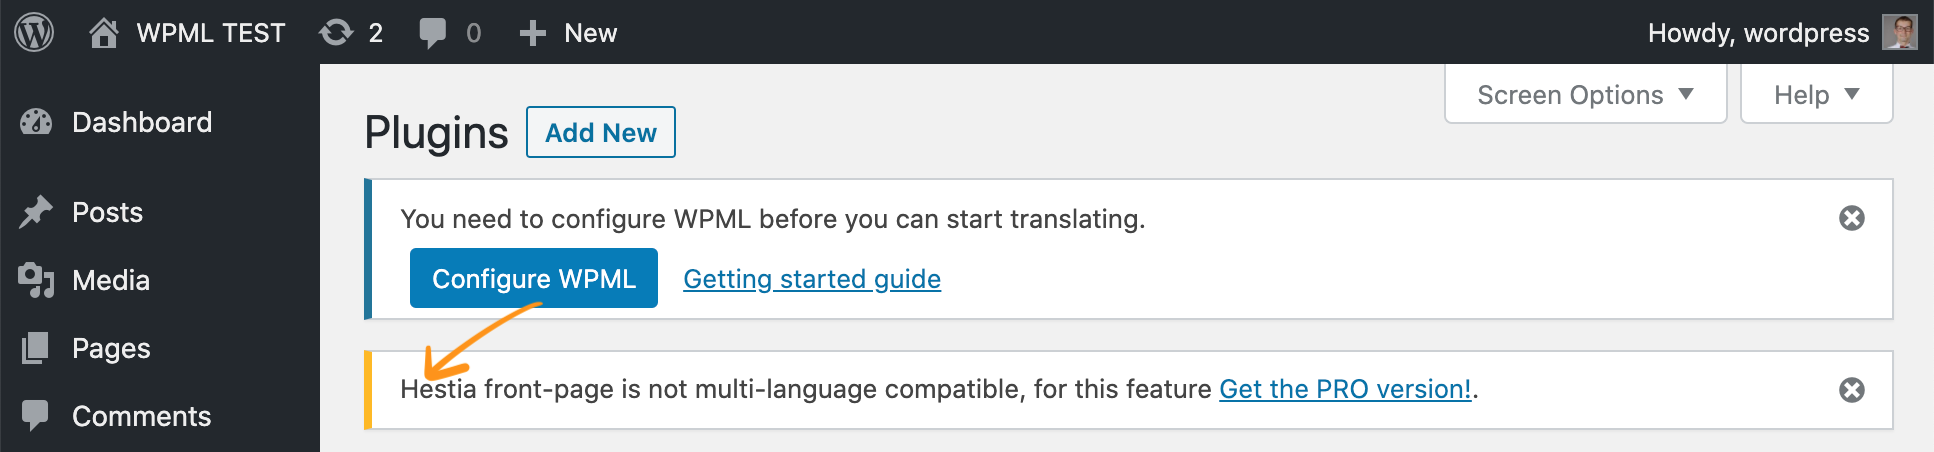 WPML TEST 2 0 New Howdy, wordpress
Screen Options Help
Dashboard
Posts
Media
Pages
Comments
Plugins Add New
You need to configure WPML before you can start translating.
Configure WPML Getting started guide
Hestia front-page is not multi-language compatible, for this feature Get the PRO version!.